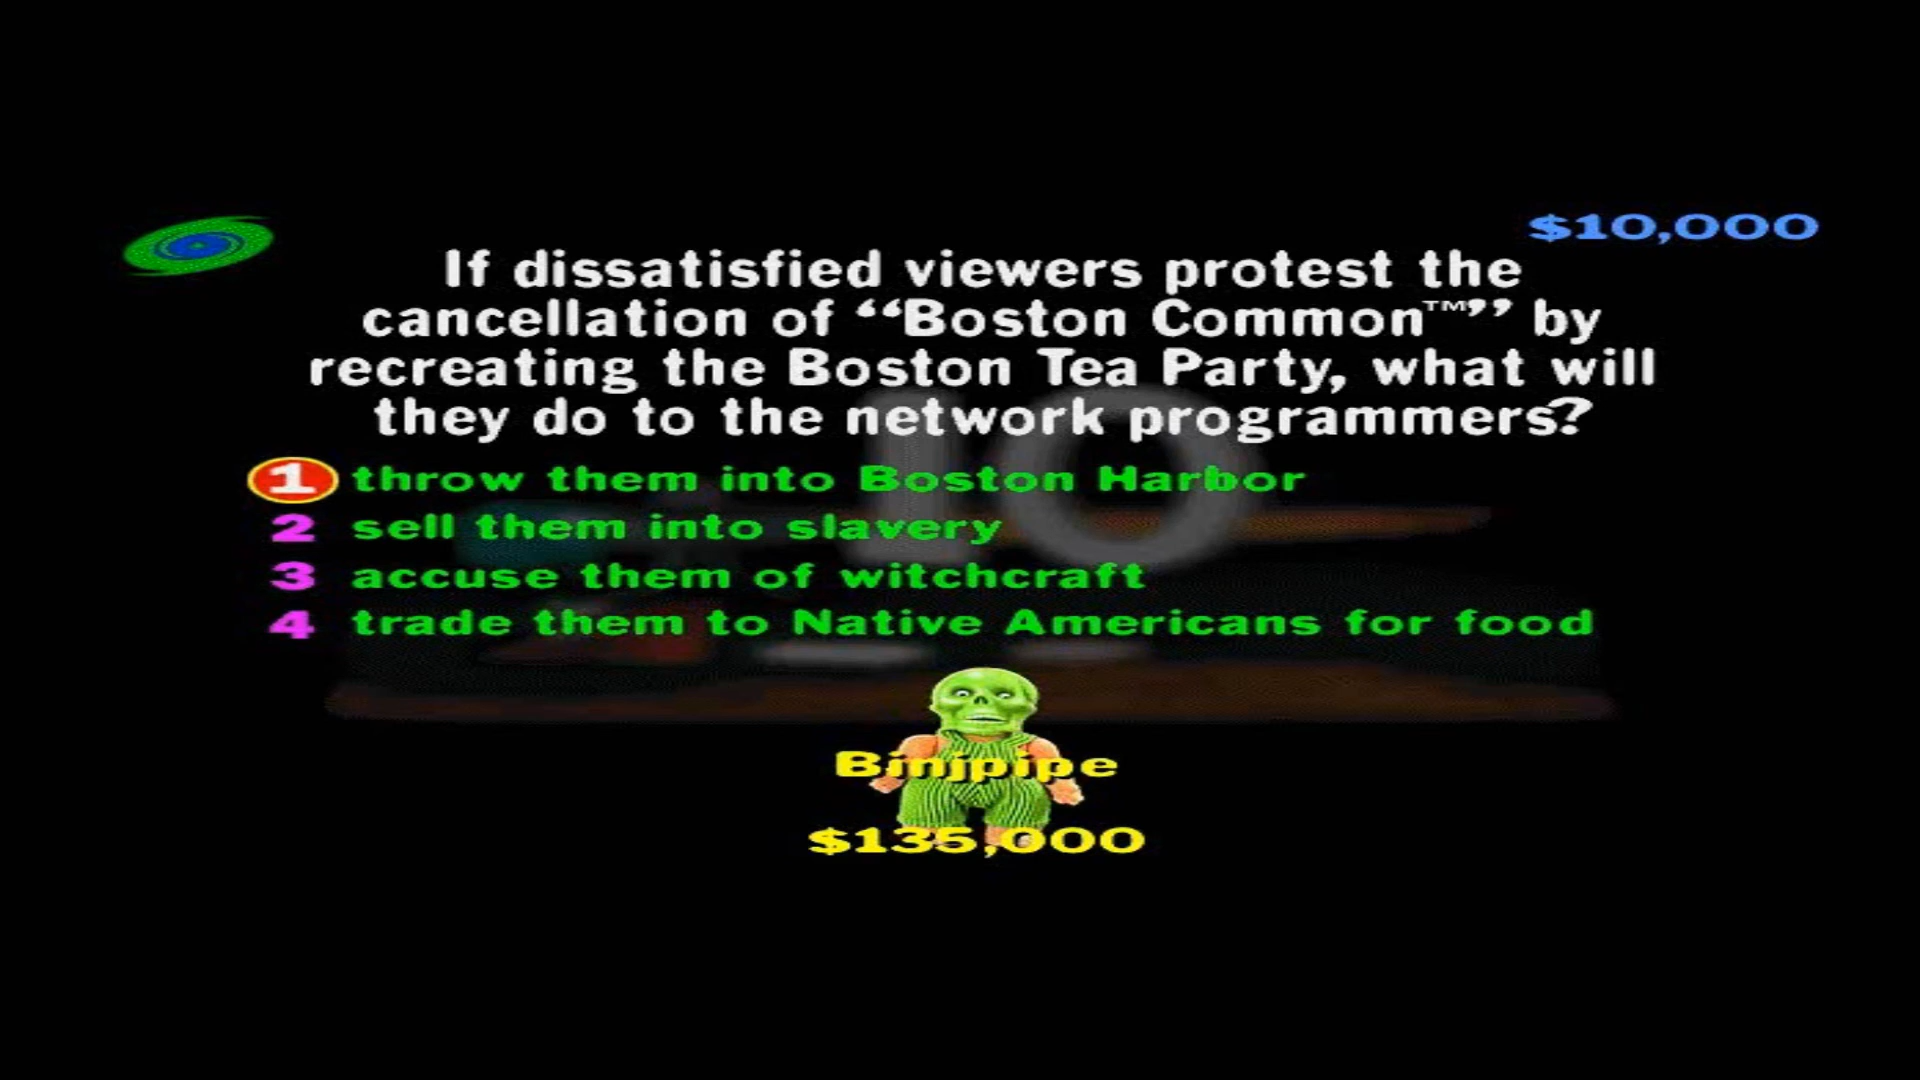 $10,000
If dissatisfied viewers protest the
cancellation of “Boston Common™” by
recreating the Boston Tea Party, what will
they do to the network programmers?
1 throw them into Boston Harbor
2 sell them into slavery
3 accuse them of witchcraft
4 trade them to Native Americans for food
10
Binjpipe
$135,000